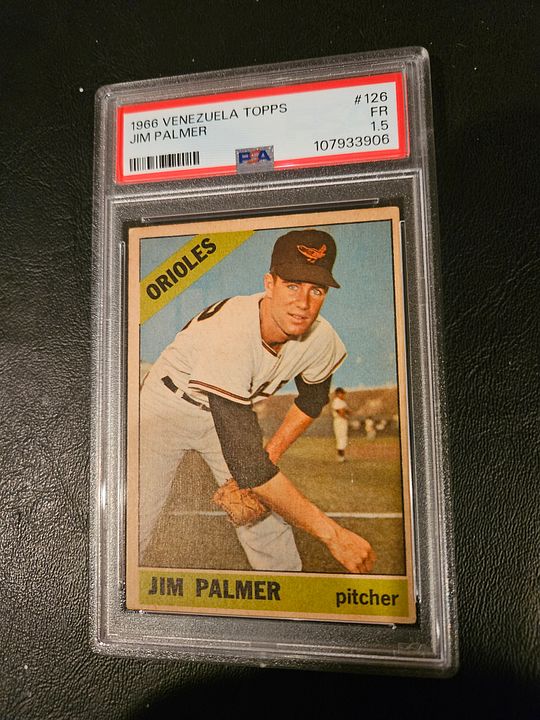 1966 VENEZUELA TOPPS #126
JIM PALMER FR
1.5
PSA 107933906
ORIOLES
JIM PALMER pitcher